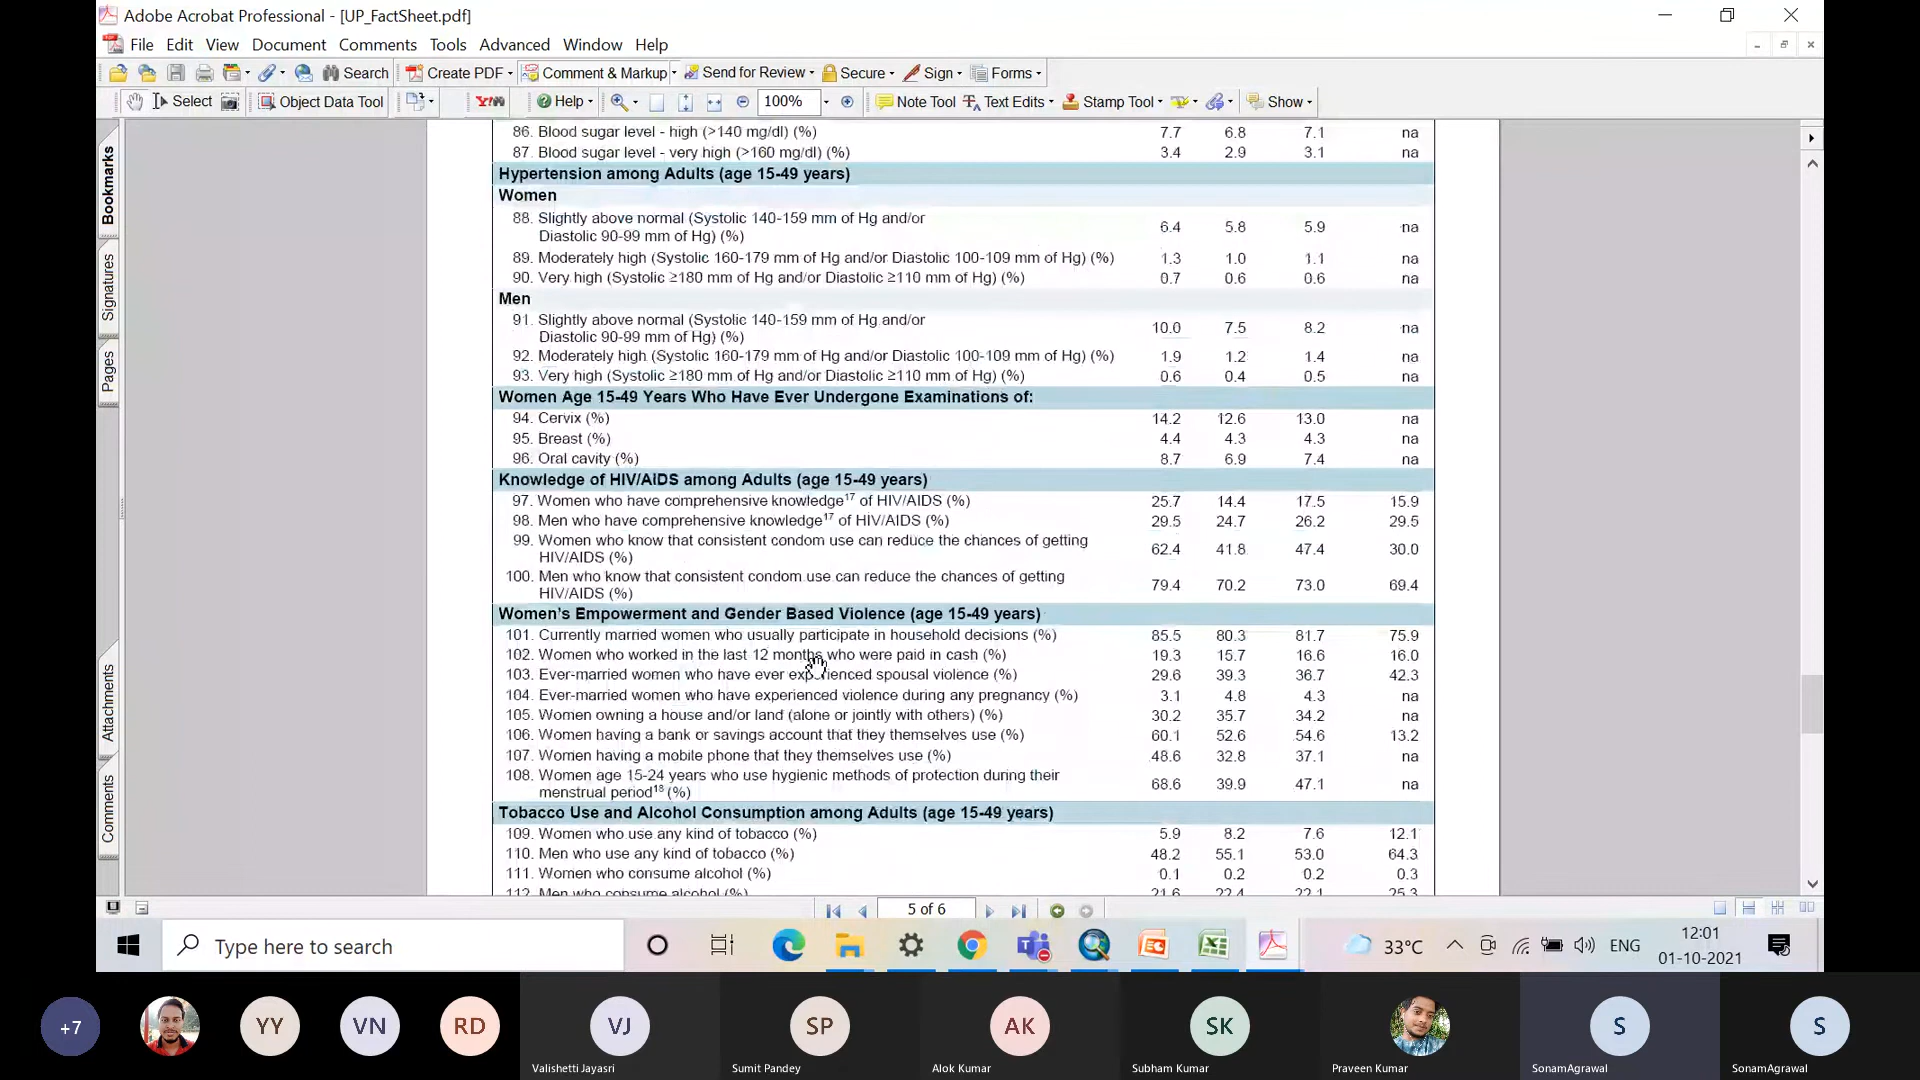 Adobe Acrobat Professional - [UP_FactSheet.pdf]
File Edit View Document Comments Tools Advanced Window Help
Search Create PDF Comment & Markup Send for Review Secure Sign Forms
Select Object Data Tool Y! Help 100% Note Tool Text Edits Stamp Tool Show
Bookmarks
Signatures
Pages
Attachments
Comments
86. Blood sugar level - high (>140 mg/dl) (%) 7.7 6.8 7.1 na
87. Blood sugar level - very high (>160 mg/dl) (%) 3.4 2.9 3.1 na
Hypertension among Adults (age 15-49 years)
Women
88. Slightly above normal (Systolic 140-159 mm of Hg and/or
Diastolic 90-99 mm of Hg) (%) 6.4 5.8 5.9 na
89. Moderately high (Systolic 160-179 mm of Hg and/or Diastolic 100-109 mm of Hg) (%) 1.3 1.0 1.1 na
90. Very high (Systolic ≥180 mm of Hg and/or Diastolic ≥110 mm of Hg) (%) 0.7 0.6 0.6 na
Men
91. Slightly above normal (Systolic 140-159 mm of Hg and/or
Diastolic 90-99 mm of Hg) (%) 10.0 7.5 8.2 na
92. Moderately high (Systolic 160-179 mm of Hg and/or Diastolic 100-109 mm of Hg) (%) 1.9 1.2 1.4 na
93. Very high (Systolic ≥180 mm of Hg and/or Diastolic ≥110 mm of Hg) (%) 0.6 0.4 0.5 na
Women Age 15-49 Years Who Have Ever Undergone Examinations of:
94. Cervix (%) 14.2 12.6 13.0 na
95. Breast (%) 4.4 4.3 4.3 na
96. Oral cavity (%) 8.7 6.9 7.4 na
Knowledge of HIV/AIDS among Adults (age 15-49 years)
97. Women who have comprehensive knowledge17 of HIV/AIDS (%) 25.7 14.4 17.5 15.9
98. Men who have comprehensive knowledge17 of HIV/AIDS (%) 29.5 24.7 26.2 29.5
99. Women who know that consistent condom use can reduce the chances of getting
HIV/AIDS (%) 62.4 41.8 47.4 30.0
100. Men who know that consistent condom use can reduce the chances of getting
HIV/AIDS (%) 79.4 70.2 73.0 69.4
Women's Empowerment and Gender Based Violence (age 15-49 years)
101. Currently married women who usually participate in household decisions (%) 85.5 80.3 81.7 75.9
102. Women who worked in the last 12 months who were paid in cash (%) 19.3 15.7 16.6 16.0
103. Ever-married women who have ever experienced spousal violence (%) 29.6 39.3 36.7 42.3
104. Ever-married women who have experienced violence during any pregnancy (%) 3.1 4.8 4.3 na
105. Women owning a house and/or land (alone or jointly with others) (%) 30.2 35.7 34.2 na
106. Women having a bank or savings account that they themselves use (%) 60.1 52.6 54.6 13.2
107. Women having a mobile phone that they themselves use (%) 48.6 32.8 37.1 na
108. Women age 15-24 years who use hygienic methods of protection during their
menstrual period18 (%) 68.6 39.9 47.1 na
Tobacco Use and Alcohol Consumption among Adults (age 15-49 years)
109. Women who use any kind of tobacco (%) 5.9 8.2 7.6 12.1
110. Men who use any kind of tobacco (%) 48.2 55.1 53.0 64.3
111. Women who consume alcohol (%) 0.1 0.2 0.2 0.3
112. Men who consume alcohol (%) 21.6 22.4 22.1 25.3
5 of 6
Type here to search 33°C ENG 12:01
01-10-2021
+7 YY VN RD VJ SP AK SK S S
Valishetti Jayasri Sumit Pandey Alok Kumar Subham Kumar Praveen Kumar SonamAgrawal SonamAgrawal